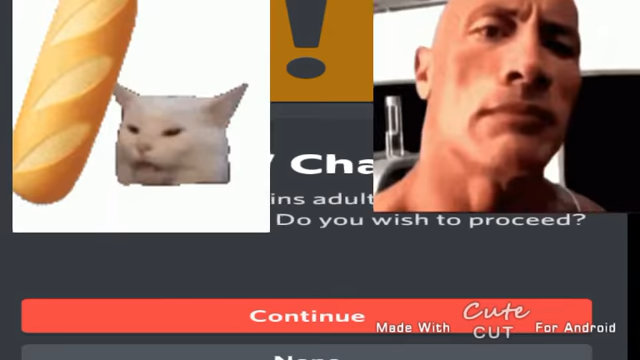 !
/ Cha
ins adult
Do you wish to proceed?
Continue
Made With Cute CUT For Android